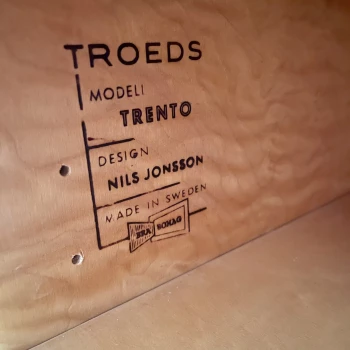 TROEDS
MODELL
TRENTO
DESIGN
NILS JONSSON
MADE IN SWEDEN
BRA BOHAG